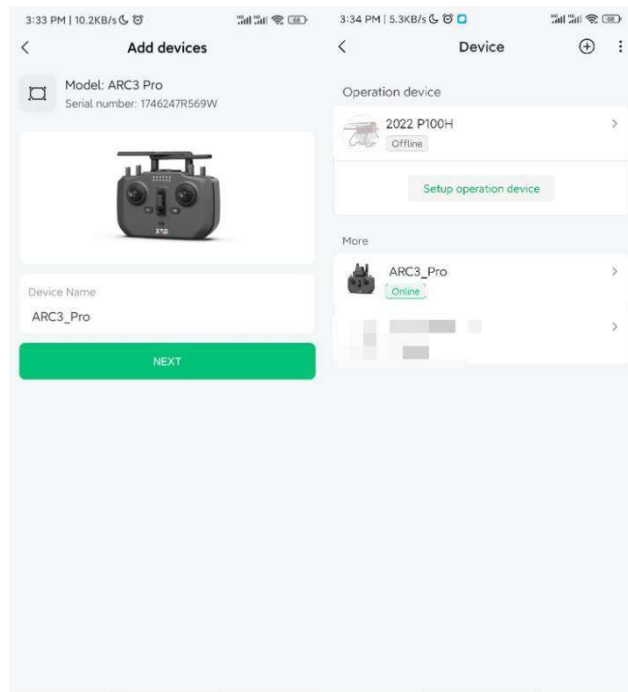 3:33 PM | 10.2KB/s
Add devices
Model: ARC3 Pro
Serial number: 1746247R569W
XAG
Device Name
ARC3_Pro
NEXT
3:34 PM | 5.3KB/s
Device
Operation device
2022 P100H
Offline
Setup operation device
More
ARC3_Pro
Online